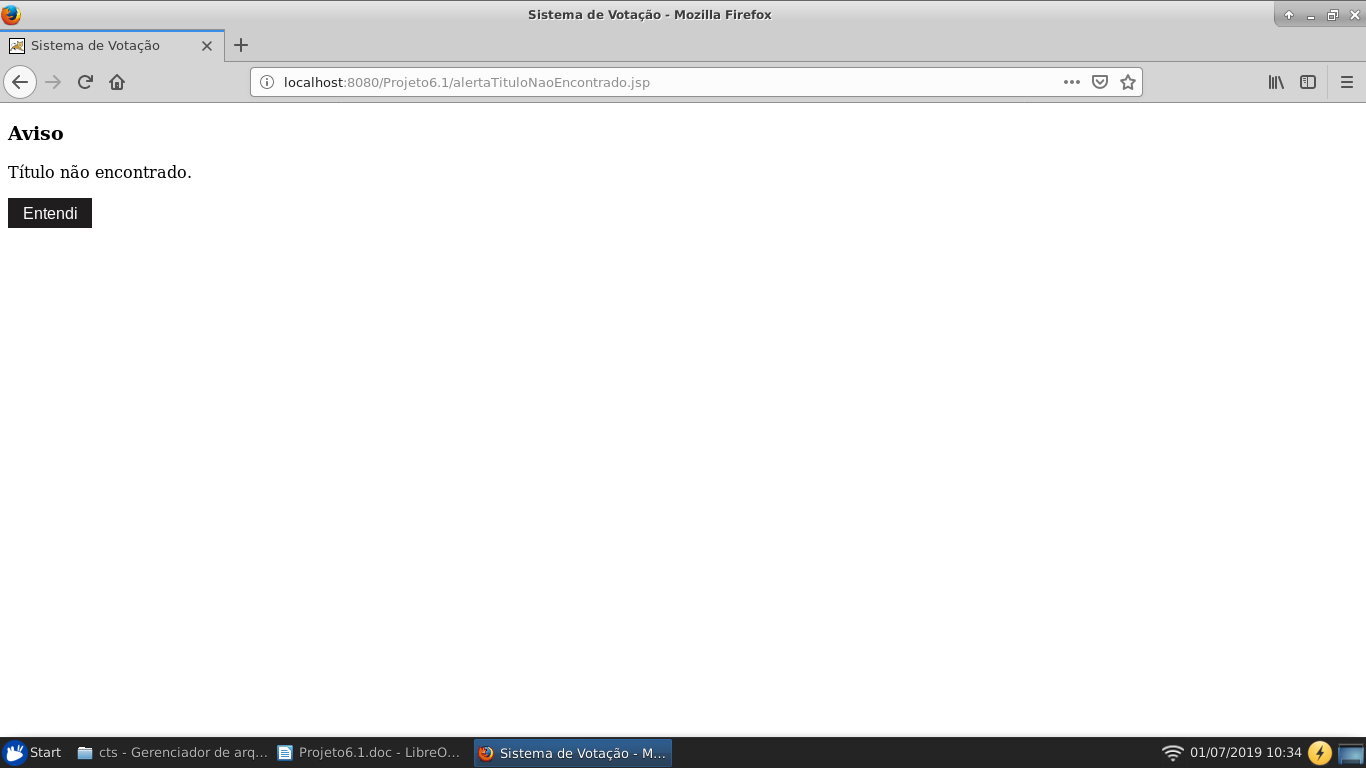 Sistema de Votação - Mozilla Firefox
Sistema de Votação
localhost:8080/Projeto6.1/alertaTituloNaoEncontrado.jsp
Aviso
Título não encontrado.
Entendi
Start cts - Gerenciador de arq... Projeto6.1.doc - LibreO... Sistema de Votação - M... 01/07/2019 10:34